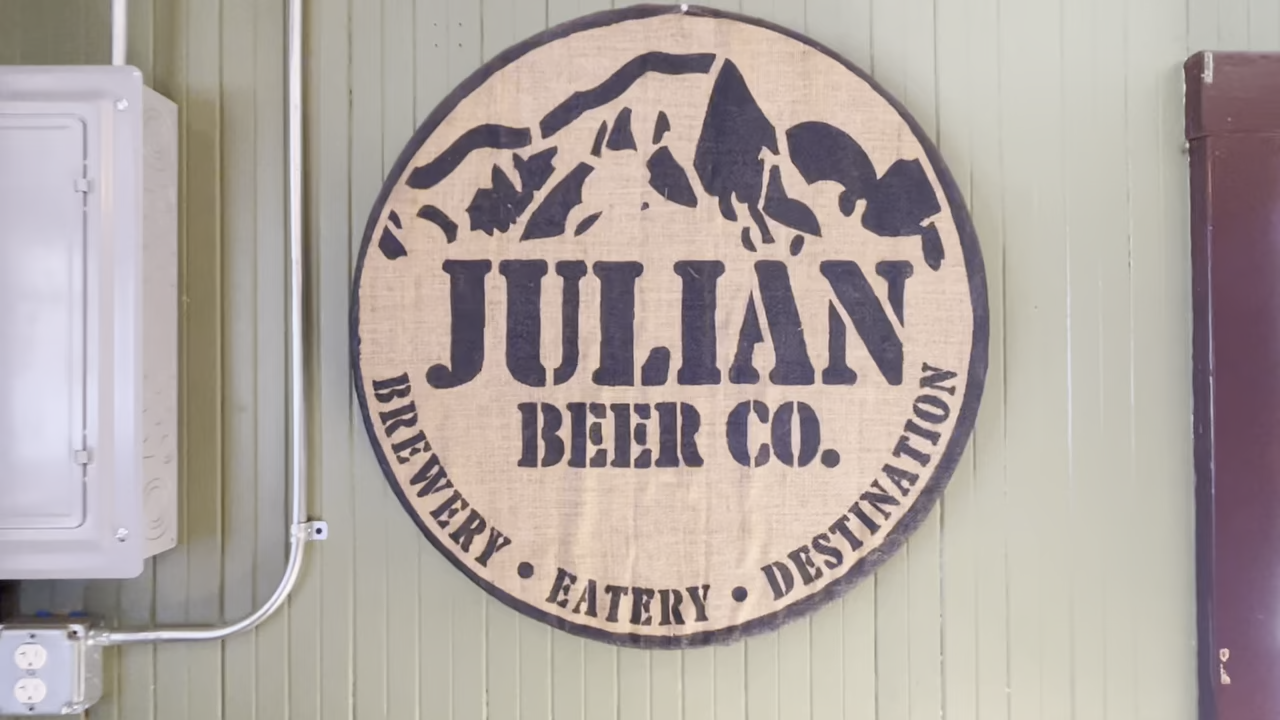 JULIAN
BEER CO.
BREWERY • EATERY • DESTINATION